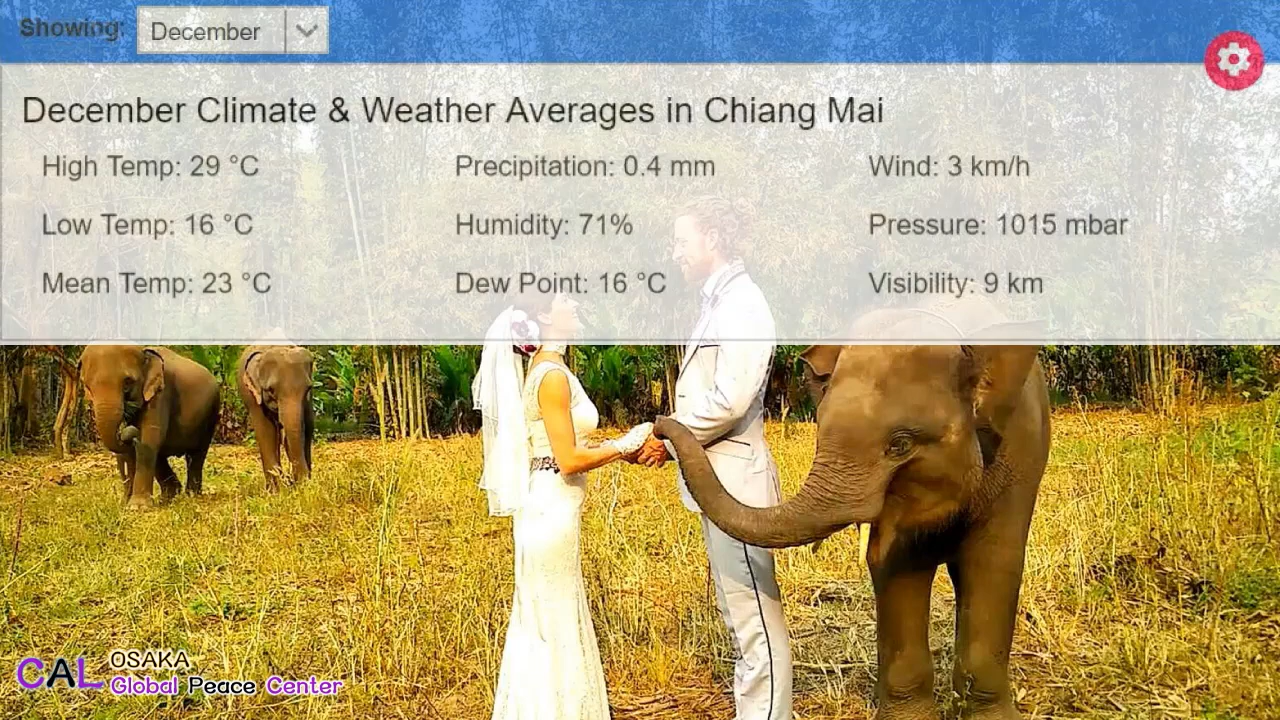 Showing: December
December Climate & Weather Averages in Chiang Mai
High Temp: 29 °C Precipitation: 0.4 mm Wind: 3 km/h
Low Temp: 16 °C Humidity: 71% Pressure: 1015 mbar
Mean Temp: 23 °C Dew Point: 16 °C Visibility: 9 km
CAL OSAKA
Global Peace Center